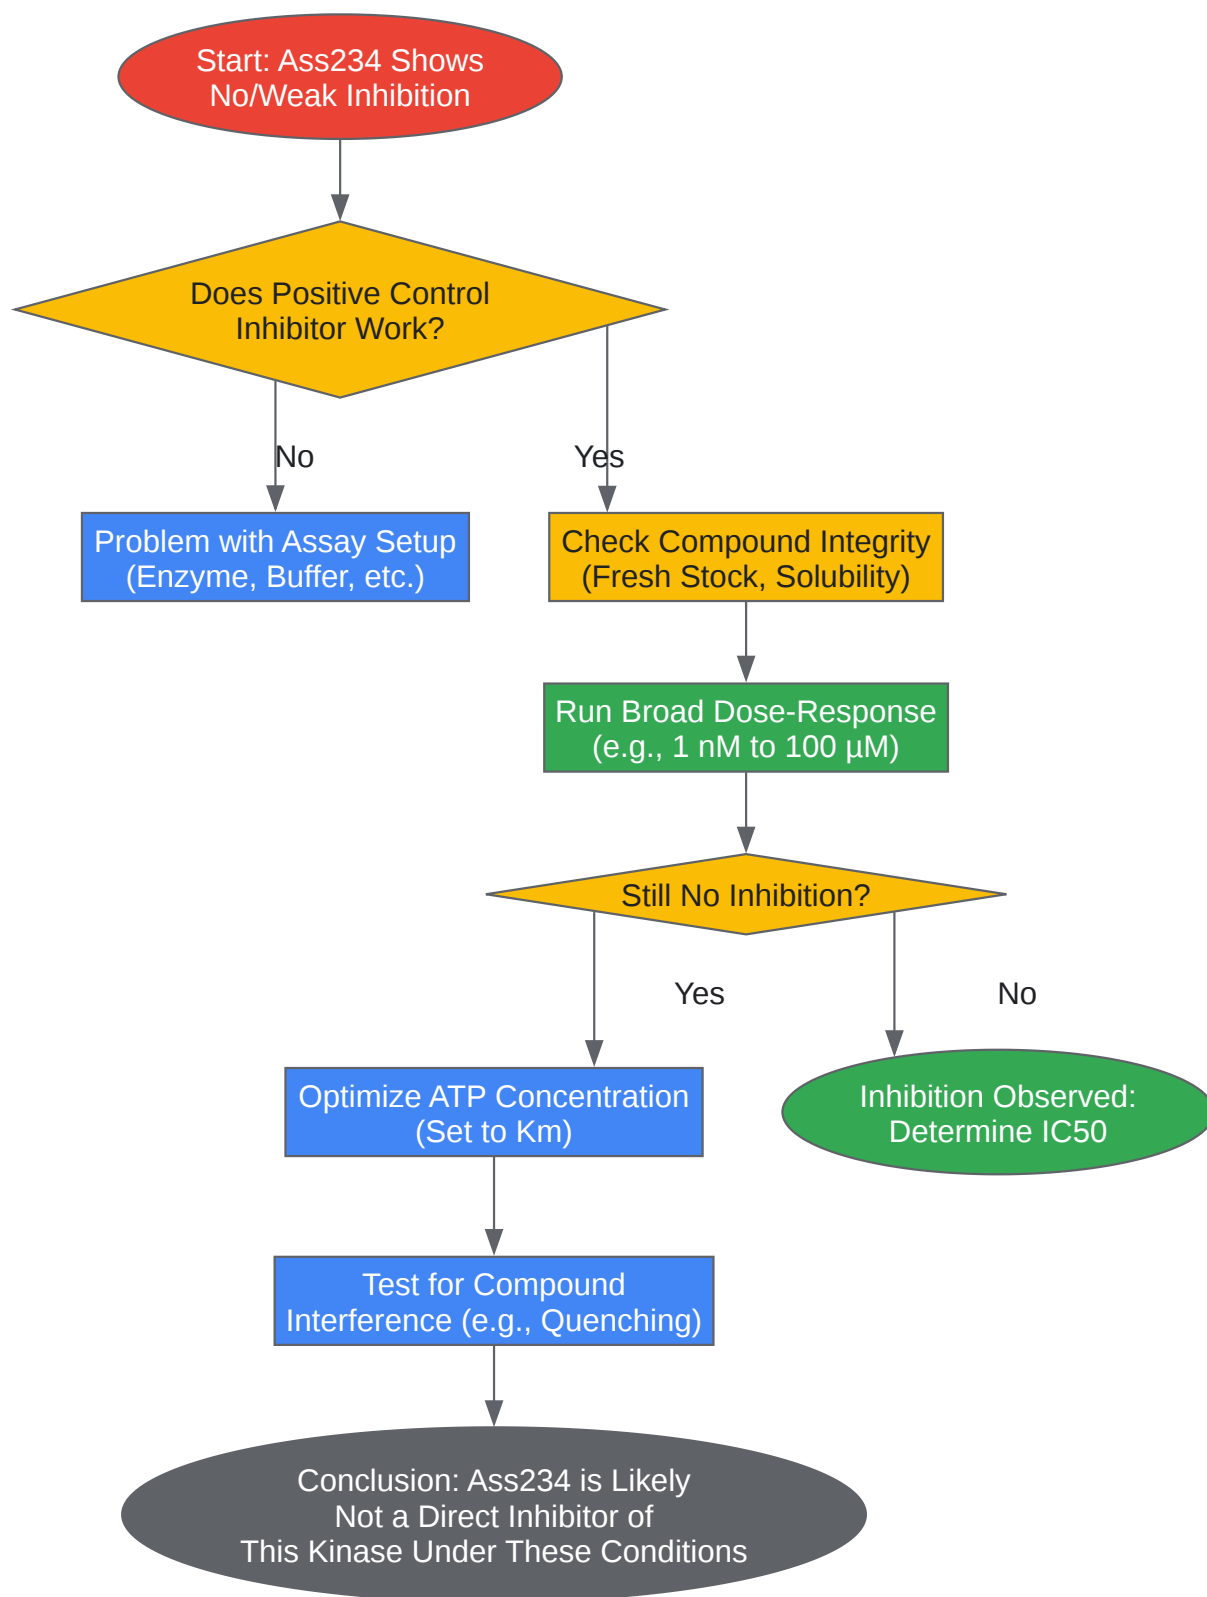 Start: Ass234 Shows
No/Weak Inhibition
Does Positive Control
Inhibitor Work?
No
Yes
Problem with Assay Setup
(Enzyme, Buffer, etc.)
Check Compound Integrity
(Fresh Stock, Solubility)
Run Broad Dose-Response
(e.g., 1 nM to 100 µM)
Still No Inhibition?
Yes
No
Optimize ATP Concentration
(Set to Km)
Inhibition Observed:
Determine IC50
Test for Compound
Interference (e.g., Quenching)
Conclusion: Ass234 is Likely
Not a Direct Inhibitor of
This Kinase Under These Conditions